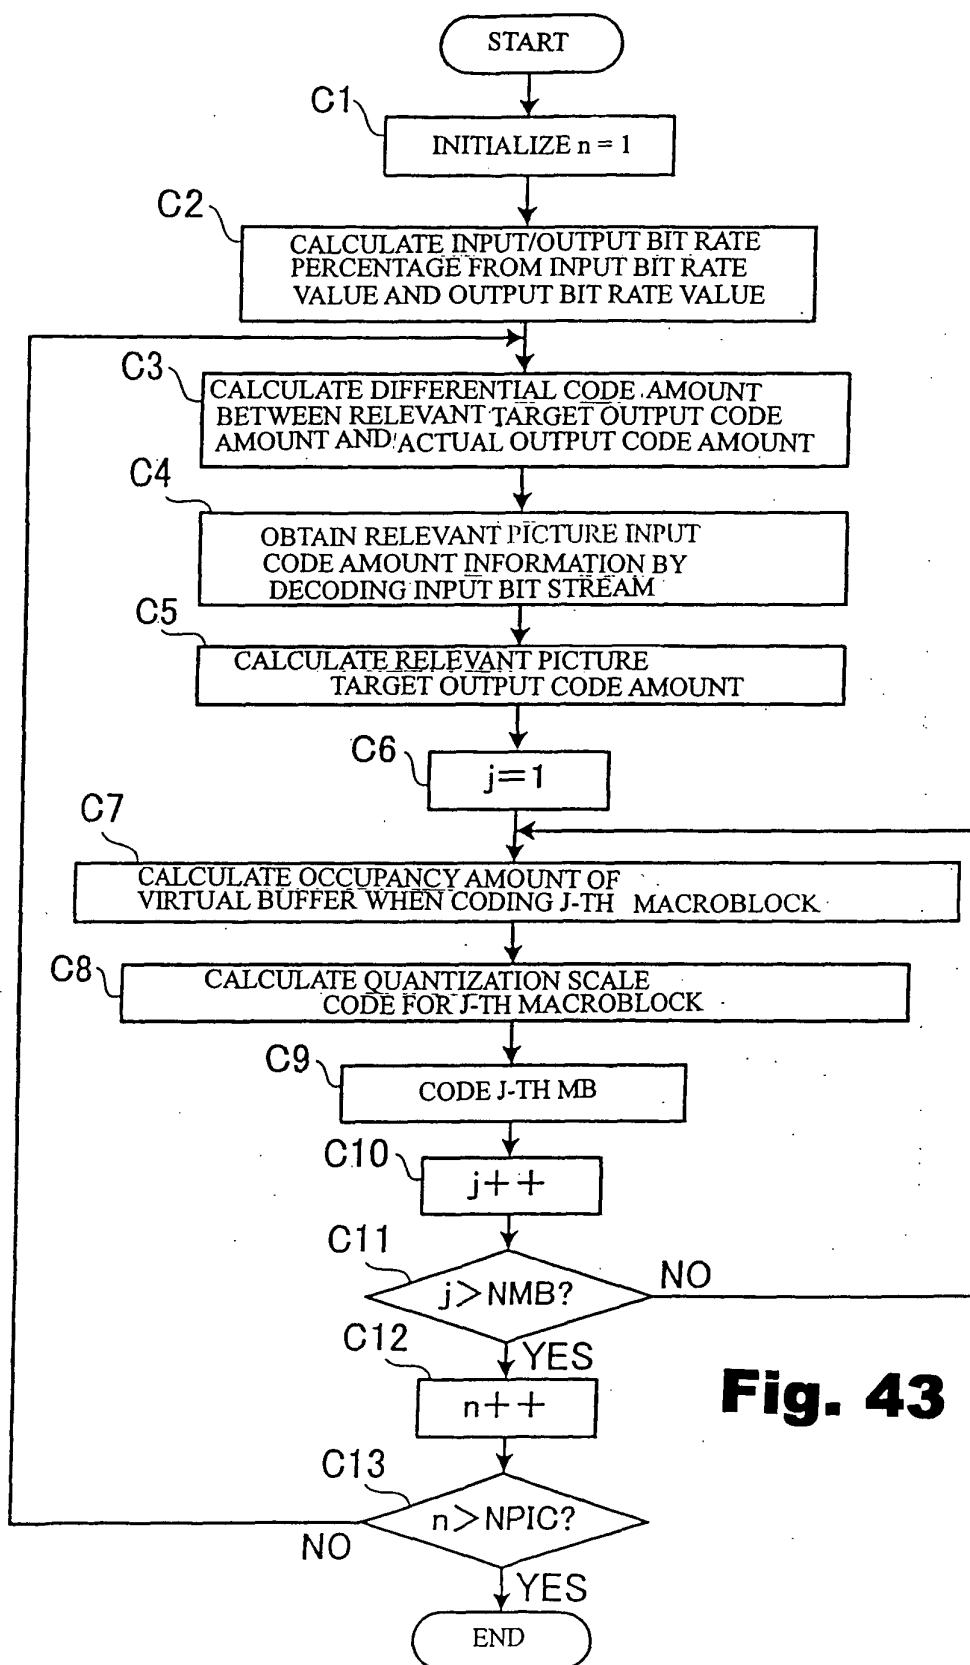 START
C1
INITIALIZE n = 1
C2
CALCULATE INPUT/OUTPUT BIT RATE
PERCENTAGE FROM INPUT BIT RATE
VALUE AND OUTPUT BIT RATE VALUE
C3
CALCULATE DIFFERENTIAL CODE AMOUNT
BETWEEN RELEVANT TARGET OUTPUT CODE
AMOUNT AND ACTUAL OUTPUT CODE AMOUNT
C4
OBTAIN RELEVANT PICTURE INPUT
CODE AMOUNT INFORMATION BY
DECODING INPUT BIT STREAM
C5
CALCULATE RELEVANT PICTURE
TARGET OUTPUT CODE AMOUNT
C6
j=1
C7
CALCULATE OCCUPANCY AMOUNT OF
VIRTUAL BUFFER WHEN CODING J-TH MACROBLOCK
C8
CALCULATE QUANTIZATION SCALE
CODE FOR J-TH MACROBLOCK
C9
CODE J-TH MB
C10
j++
C11
j>NMB?
NO
YES
C12
n++
Fig. 43
C13
n>NPIC?
NO
YES
END